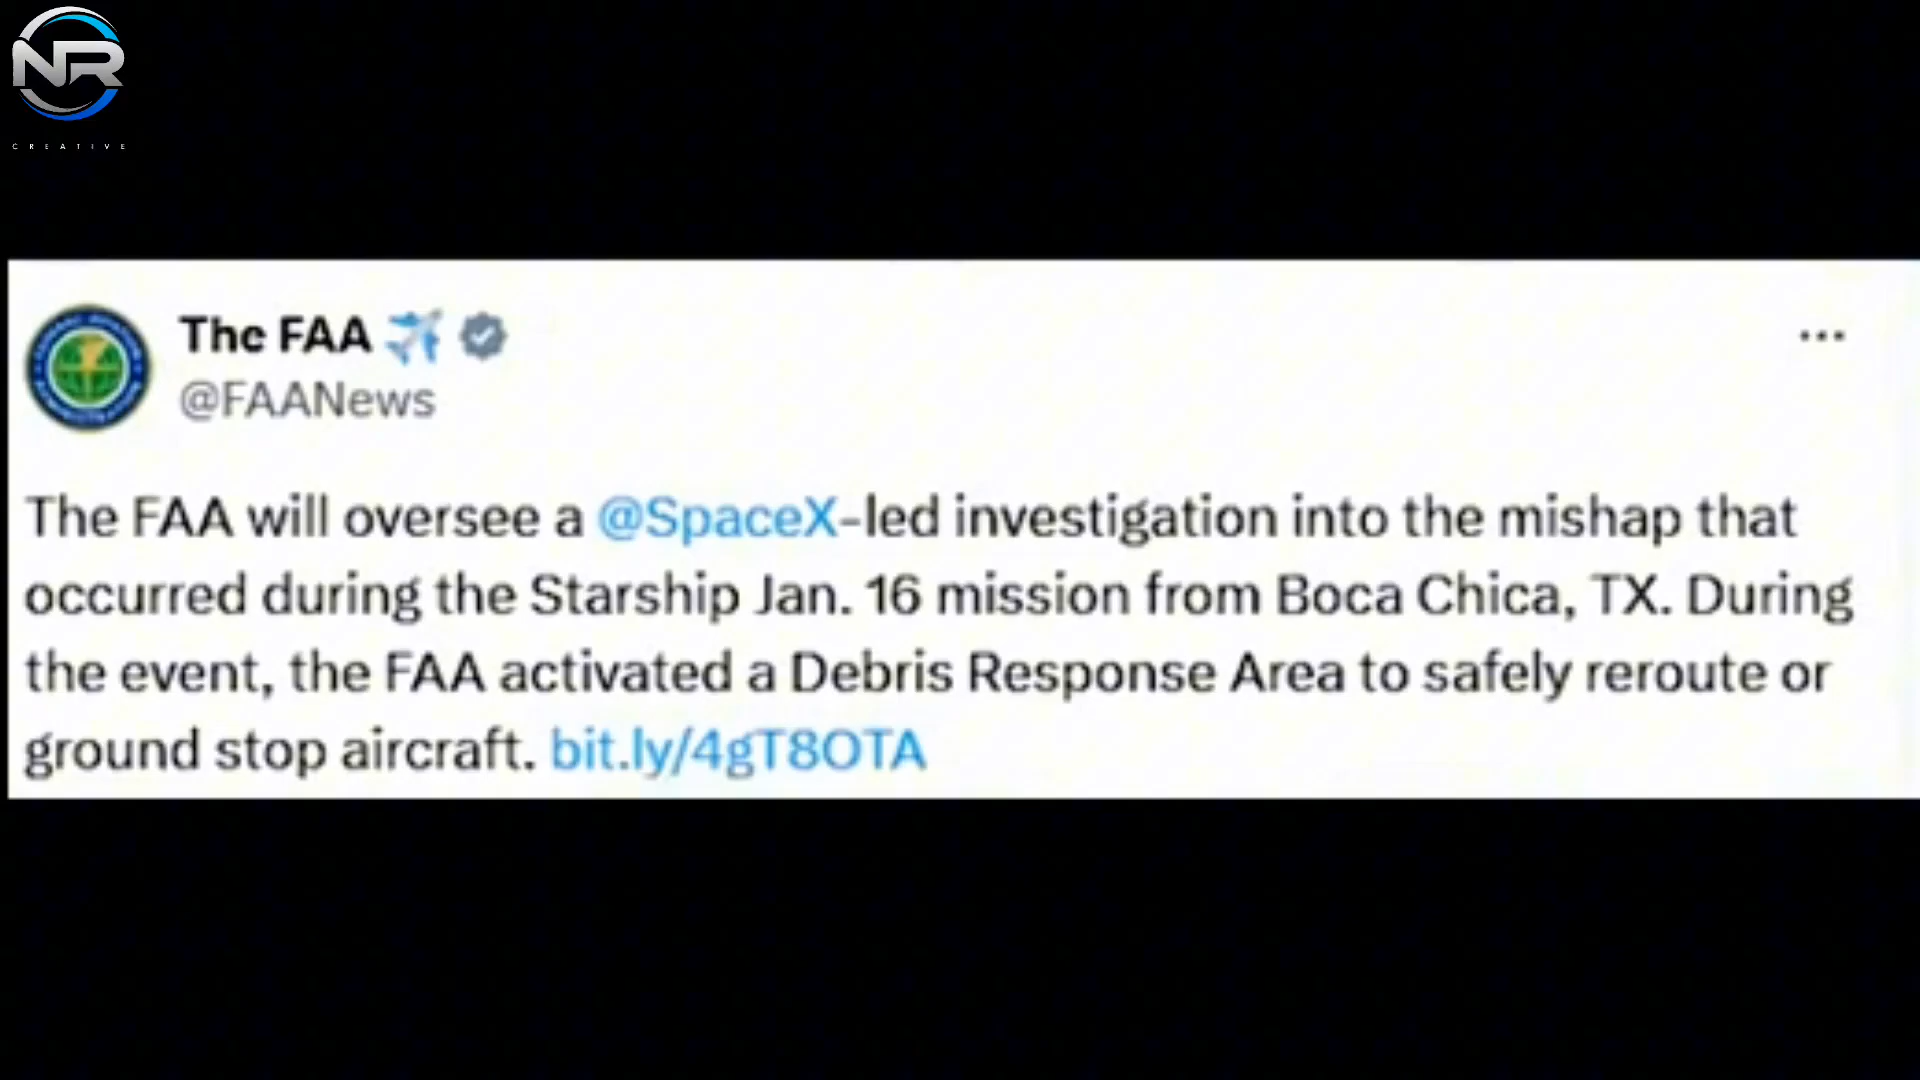 NR
CREATIVE
The FAA ✈️
@FAANews
The FAA will oversee a @SpaceX-led investigation into the mishap that
occurred during the Starship Jan. 16 mission from Boca Chica, TX. During
the event, the FAA activated a Debris Response Area to safely reroute or
ground stop aircraft. bit.ly/4gT8OTA